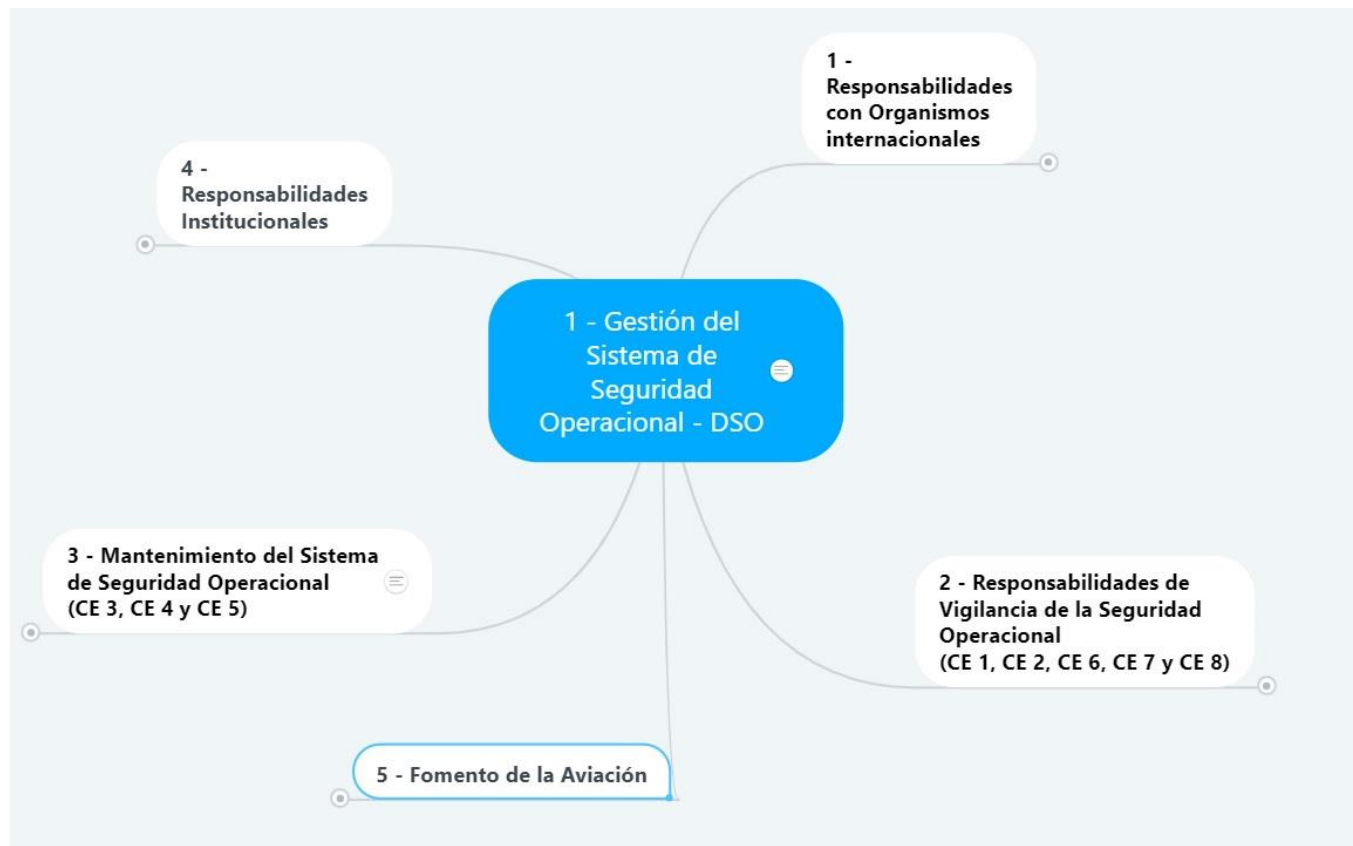 1 -
Responsabilidades
con Organismos
internacionales
4 -
Responsabilidades
Institucionales
1 - Gestión del
Sistema de
Seguridad
Operacional - DSO
3 - Mantenimiento del Sistema
de Seguridad Operacional
(CE 3, CE 4 y CE 5)
2 - Responsabilidades de
Vigilancia de la Seguridad
Operacional
(CE 1, CE 2, CE 6, CE 7 y CE 8)
5 - Fomento de la Aviación